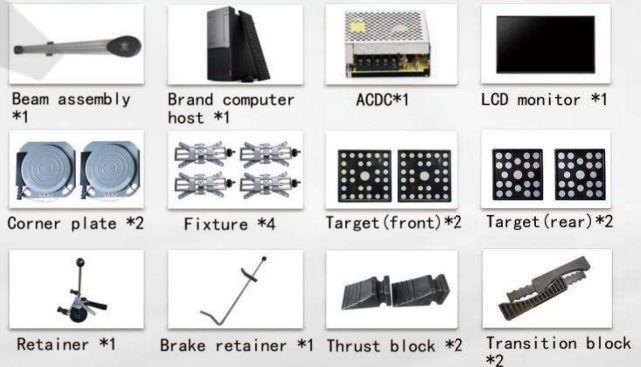 Beam assembly
*1
Brand computer
host *1
ACDC*1
LCD monitor *1
Corner plate *2
Fixture *4
Target(front)*2
Target(rear)*2
Retainer *1
Brake retainer *1
Thrust block *2
Transition block
*2